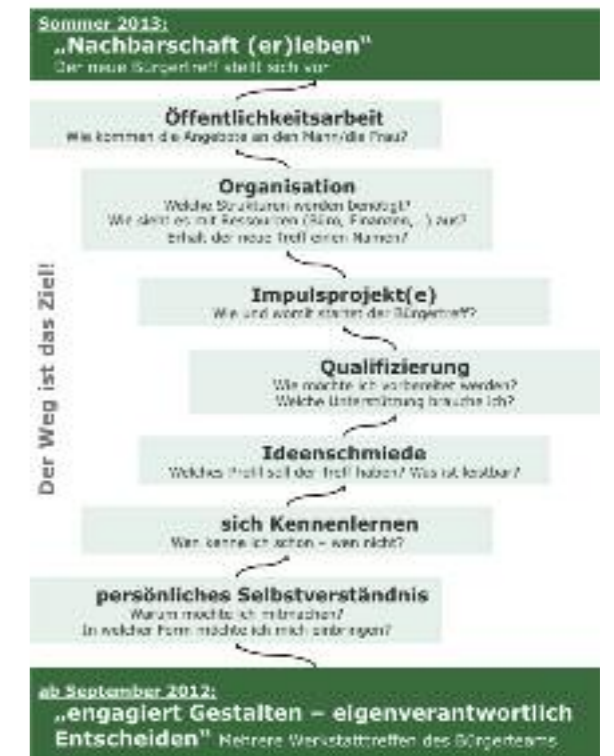 Sommer 2013:
„Nachbarschaft (er)leben“
Der neue Bürgertreff stellt sich vor
Öffentlichkeitsarbeit
Wie kommen die Angebote an den Mann/die Frau?
Organisation
Welche Strukturen werden benötigt?
Wie sieht es mit Ressourcen (Büro, Finanzen, ..) aus?
Erhält der neue Treff einen Namen?
Impulsprojekt(e)
Wie und womit startet der Bürgertreff?
Qualifizierung
Wie möchte ich vorbereitet werden?
Welche Unterstützung brauche ich?
Der Weg ist das Ziel!
Ideenschmiede
Welches Profil soll der Treff haben? Was ist leistbar?
sich Kennenlernen
Wen kenne ich schon – wen nicht?
persönliches Selbstverständnis
Warum möchte ich mitmachen?
In welcher Form möchte ich mich einbringen?
ab September 2012:
„engagiert Gestalten – eigenverantwortlich
Entscheiden“ Mehrere Werkstatttreffen des Bürgerteams